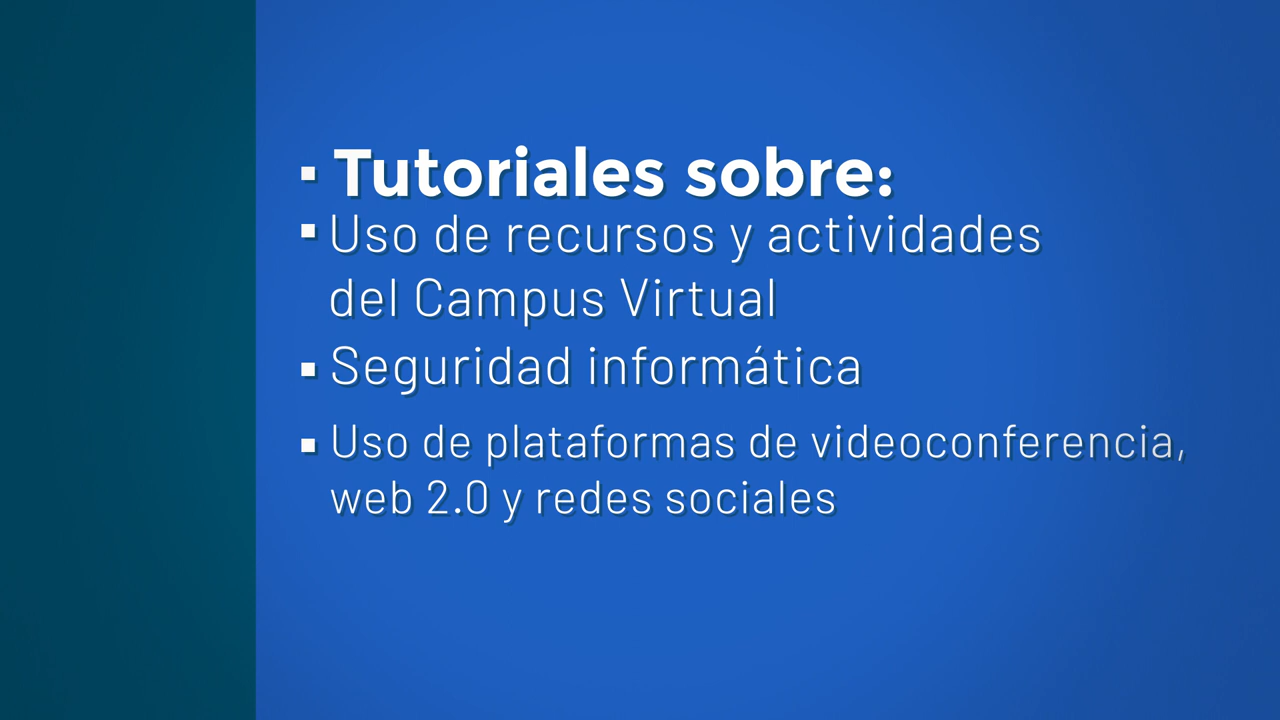 ▪ Tutoriales sobre:
▪ Uso de recursos y actividades
del Campus Virtual
▪ Seguridad informática
▪ Uso de plataformas de videoconferencia,
web 2.0 y redes sociales